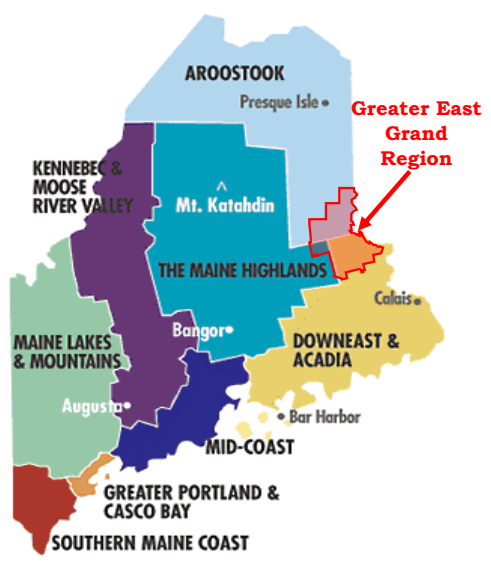 AROOSTOOK
Presque Isle
Greater East
Grand
Region
KENNEBEC &
MOOSE
RIVER VALLEY
Mt. Katahdin
THE MAINE HIGHLANDS
Calais
Bangor
DOWNEAST &
ACADIA
MAINE LAKES
& MOUNTAINS
Augusta
Bar Harbor
MID-COAST
GREATER PORTLAND &
CASCO BAY
SOUTHERN MAINE COAST